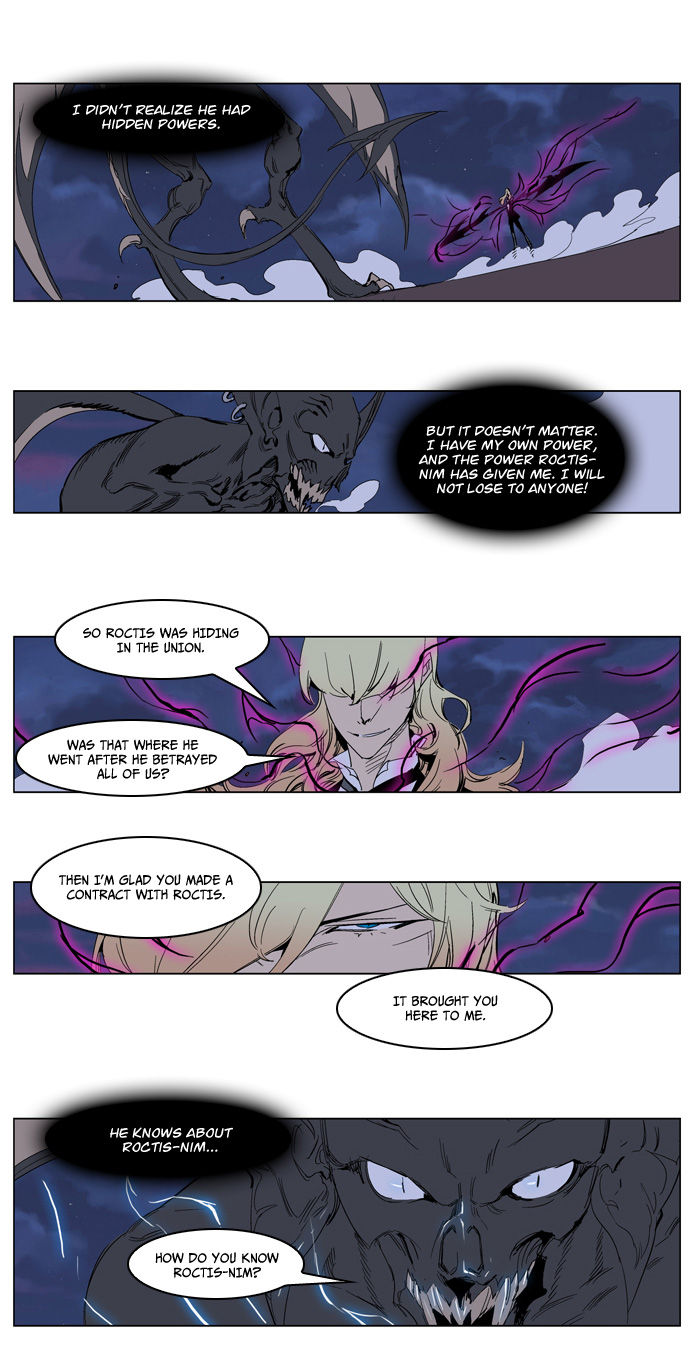 I DIDN'T REALIZE HE HAD
HIDDEN POWERS.
BUT IT DOESN'T MATTER.
I HAVE MY OWN POWER,
AND THE POWER ROCTIS-
NIM HAS GIVEN ME. I WILL
NOT LOSE TO ANYONE!
SO ROCTIS WAS HIDING
IN THE UNION.
WAS THAT WHERE HE
WENT AFTER HE BETRAYED
ALL OF US?
THEN I'M GLAD YOU MADE A
CONTRACT WITH ROCTIS.
IT BROUGHT YOU
HERE TO ME.
HE KNOWS ABOUT
ROCTIS-NIM...
HOW DO YOU KNOW
ROCTIS-NIM?